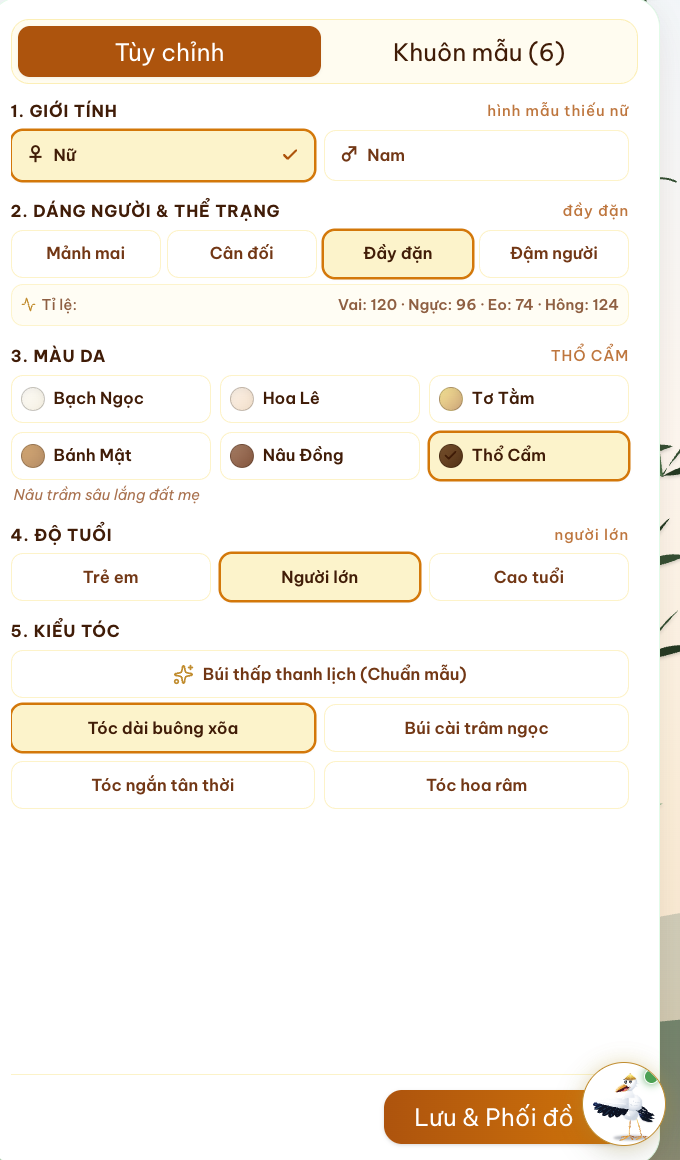 Tùy chỉnh
Khuôn mẫu (6)
1. GIỚI TÍNH
hình mẫu thiếu nữ
Nữ
Nam
2. DÁNG NGƯỜI & THỂ TRẠNG
đầy đặn
Mảnh mai
Cân đối
Đầy đặn
Đậm người
Tỉ lệ:
Vai: 120 · Ngực: 96 · Eo: 74 · Hông: 124
3. MÀU DA
THỔ CẨM
Bạch Ngọc
Hoa Lê
Tơ Tằm
Bánh Mật
Nâu Đồng
Thổ Cẩm
Nâu trầm sâu lắng đất mẹ
4. ĐỘ TUỔI
người lớn
Trẻ em
Người lớn
Cao tuổi
5. KIỂU TÓC
Búi thấp thanh lịch (Chuẩn mẫu)
Tóc dài buông xõa
Búi cài trâm ngọc
Tóc ngắn tân thời
Tóc hoa râm
Lưu & Phối đồ